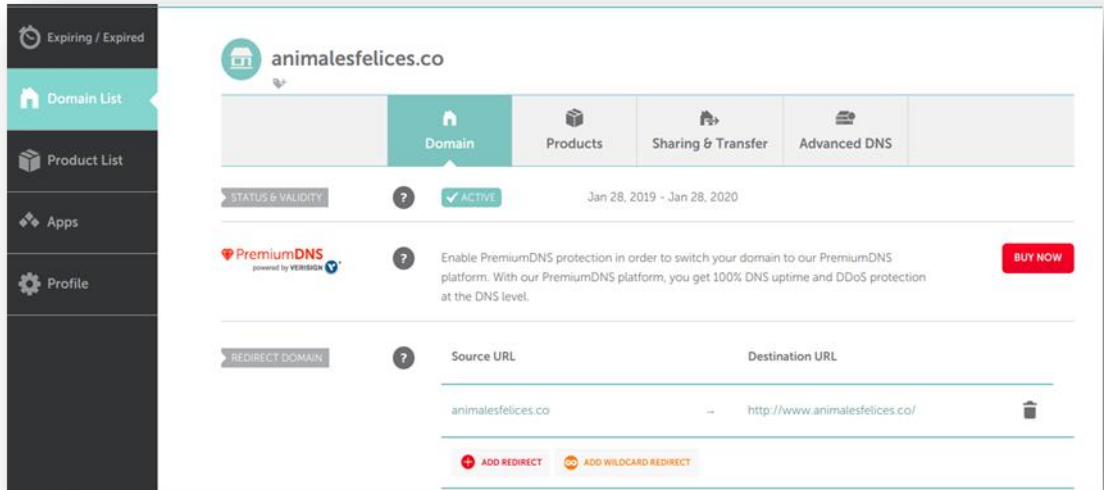 Expiring / Expired
Domain List
Product List
Apps
Profile
animalesfelices.co
Domain
Products
Sharing & Transfer
Advanced DNS
STATUS & VALIDITY
?
ACTIVE
Jan 28, 2019 - Jan 28, 2020
PremiumDNS
powered by VERISIGN
?
Enable PremiumDNS protection in order to switch your domain to our PremiumDNS
platform. With our PremiumDNS platform, you get 100% DNS uptime and DDoS protection
at the DNS level.
BUY NOW
REDIRECT DOMAIN
?
Source URL
Destination URL
animalesfelices.co → http://www.animalesfelices.co/
ADD REDIRECT
ADD WILDCARD REDIRECT